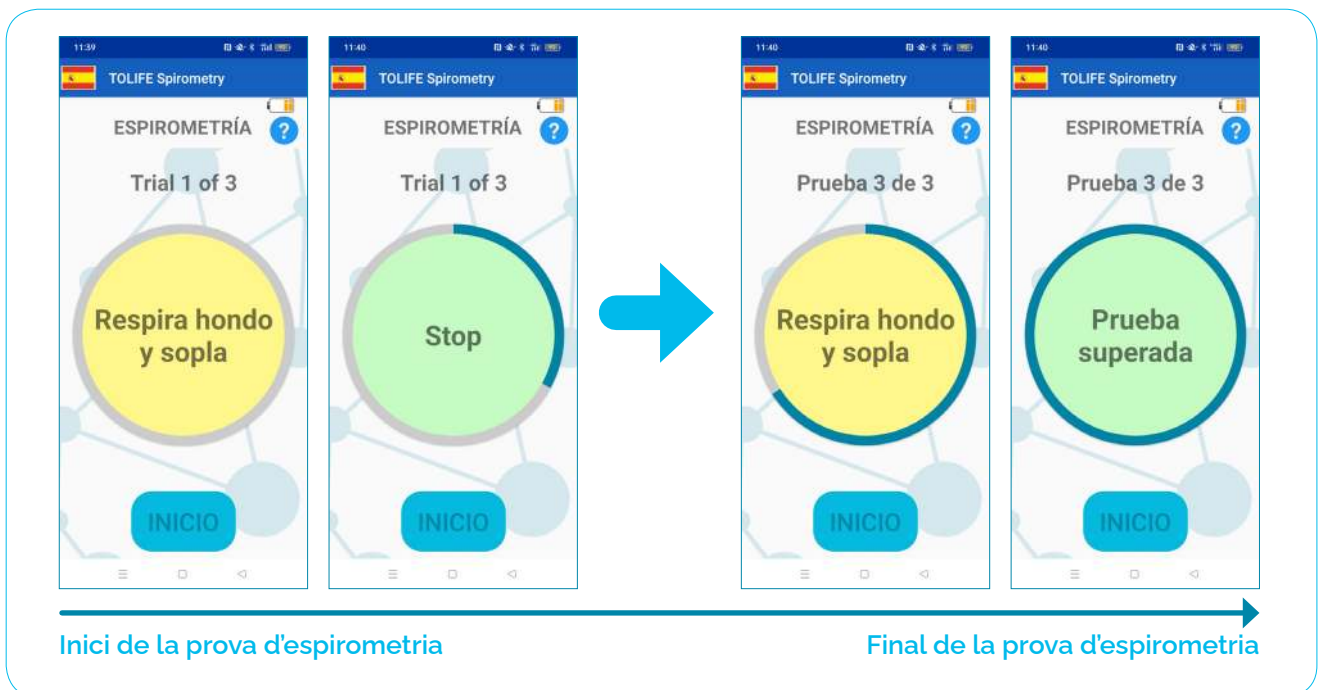 11:39
TOLIFE Spirometry
ESPIROMETRÍA
?
Trial 1 of 3
Respira hondo
y sopla
INICIO
11:40
TOLIFE Spirometry
ESPIROMETRÍA
?
Trial 1 of 3
Stop
INICIO
11:40
TOLIFE Spirometry
ESPIROMETRÍA
?
Prueba 3 de 3
Respira hondo
y sopla
INICIO
11:40
TOLIFE Spirometry
ESPIROMETRÍA
?
Prueba 3 de 3
Prueba
superada
INICIO
Inici de la prova d'espirometria
Final de la prova d'espirometria